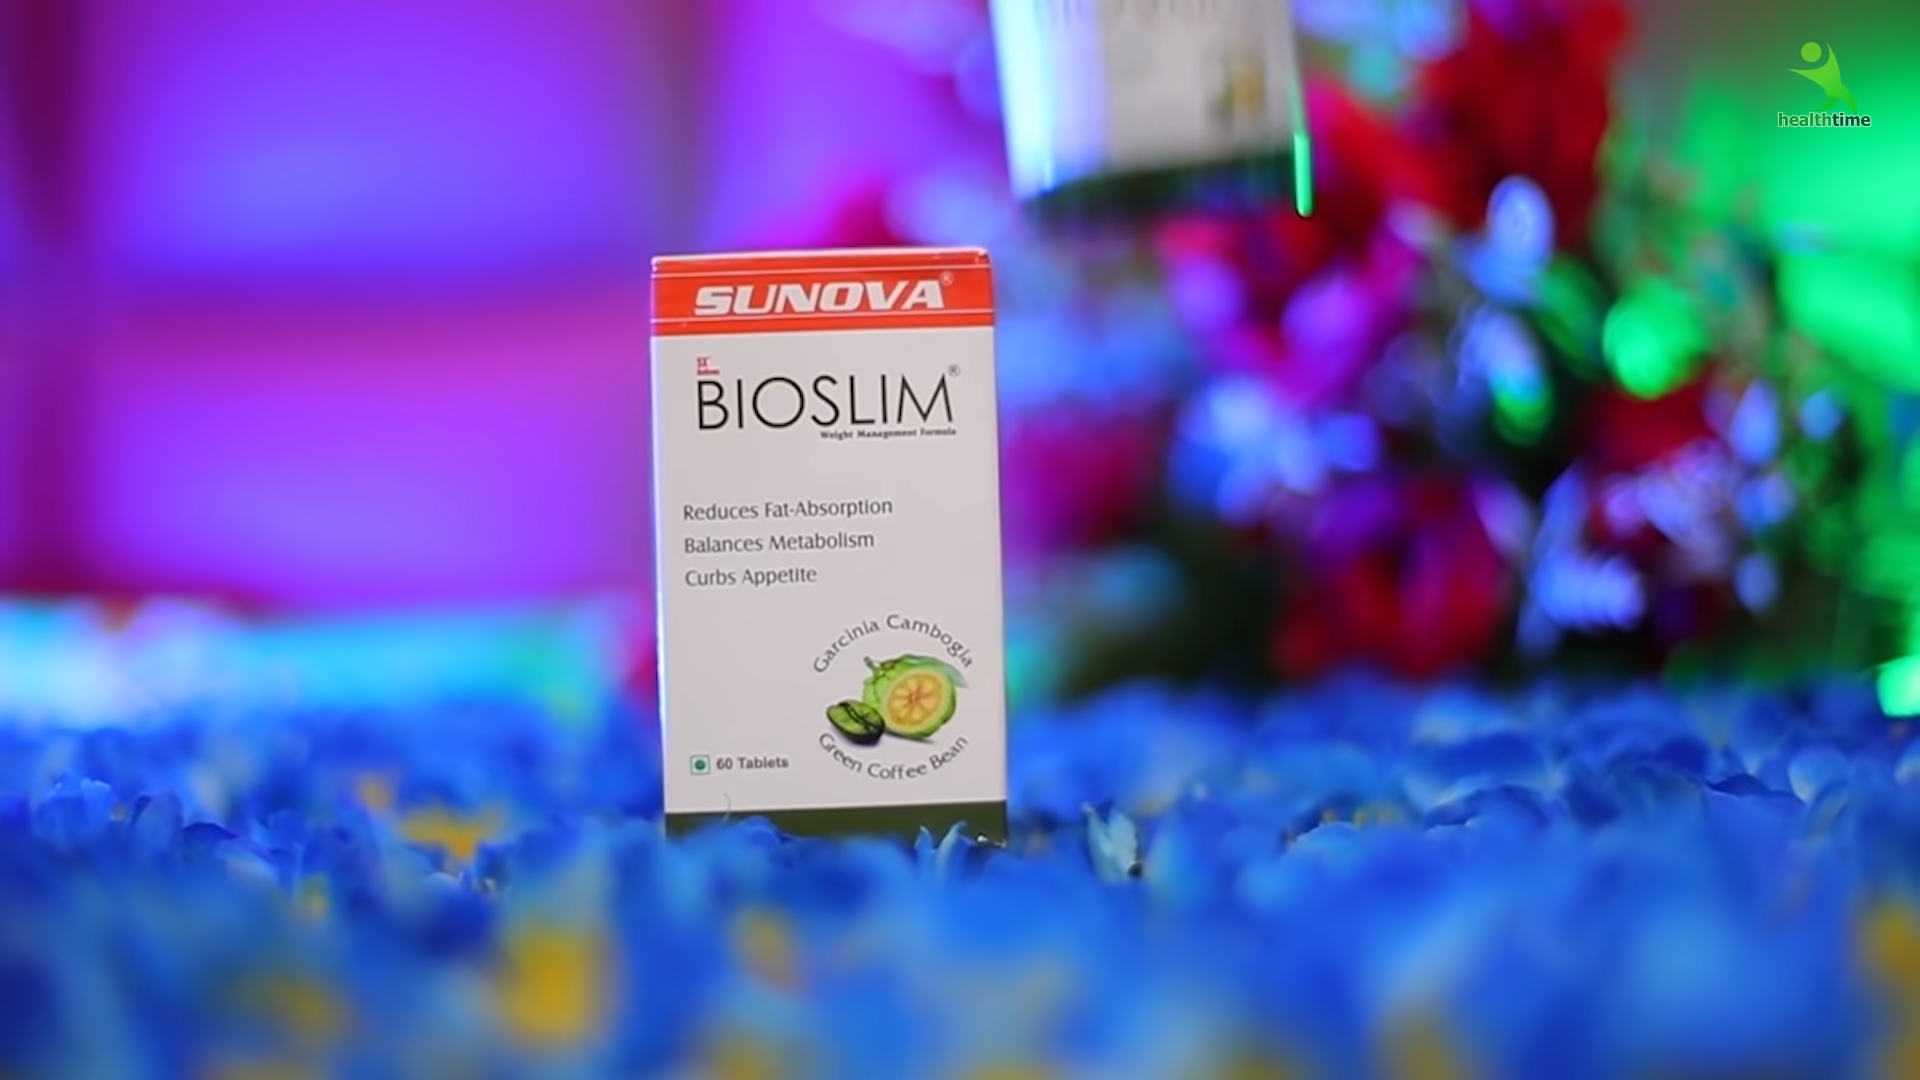 healthtime
SUNOVA®
BIOSLIM®
Weight Management Formula
Reduces Fat-Absorption
Balances Metabolism
Curbs Appetite
Garcinia Cambogia
Green Coffee Bean
60 Tablets